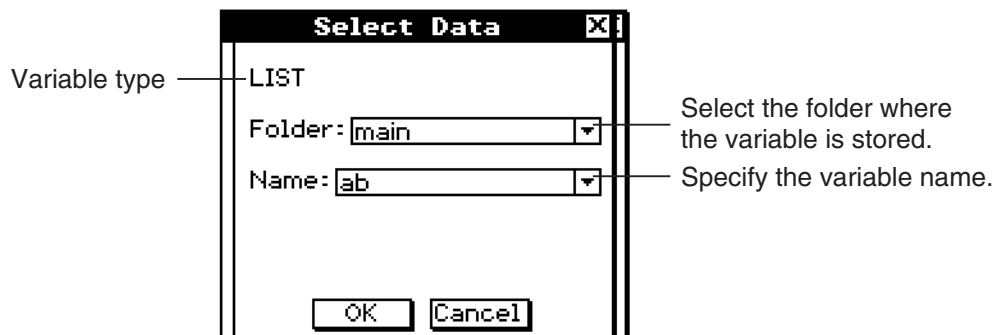 Select Data
Variable type
LIST
Folder: main
Select the folder where
the variable is stored.
Name: ab
Specify the variable name.
OK Cancel